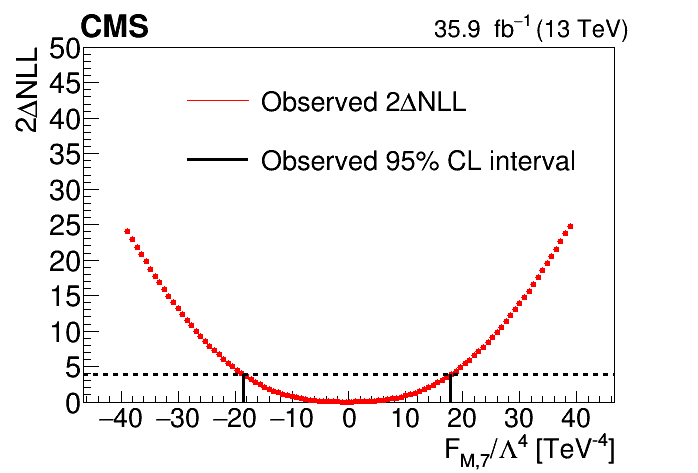 CMS 35.9 fb⁻¹ (13 TeV)
2ΔNLL
50
45
40
35
30
25
20
15
10
5
0
Observed 2ΔNLL
Observed 95% CL interval
−40 −30 −20 −10 0 10 20 30 40
F_M,7/Λ⁴ [TeV⁻⁴]